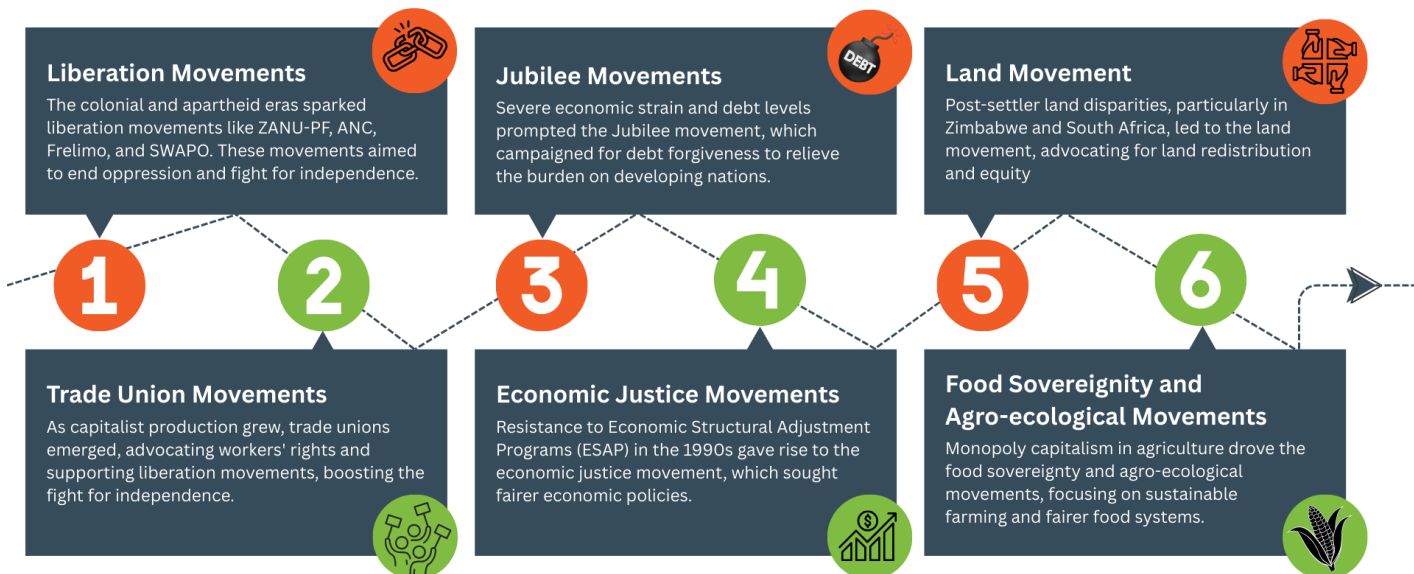 1
Liberation Movements
The colonial and apartheid eras sparked
liberation movements like ZANU-PF, ANC,
Frelimo, and SWAPO. These movements aimed
to end oppression and fight for independence.
2
Trade Union Movements
As capitalist production grew, trade unions
emerged, advocating workers' rights and
supporting liberation movements, boosting the
fight for independence.
3
DEBT
Jubilee Movements
Severe economic strain and debt levels
prompted the Jubilee movement, which
campaigned for debt forgiveness to relieve
the burden on developing nations.
4
Economic Justice Movements
Resistance to Economic Structural Adjustment
Programs (ESAP) in the 1990s gave rise to the
economic justice movement, which sought
fairer economic policies.
$
5
Land Movement
Post-settler land disparities, particularly in
Zimbabwe and South Africa, led to the land
movement, advocating for land redistribution
and equity
6
Food Sovereignty and
Agro-ecological Movements
Monopoly capitalism in agriculture drove the
food sovereignty and agro-ecological
movements, focusing on sustainable
farming and fairer food systems.